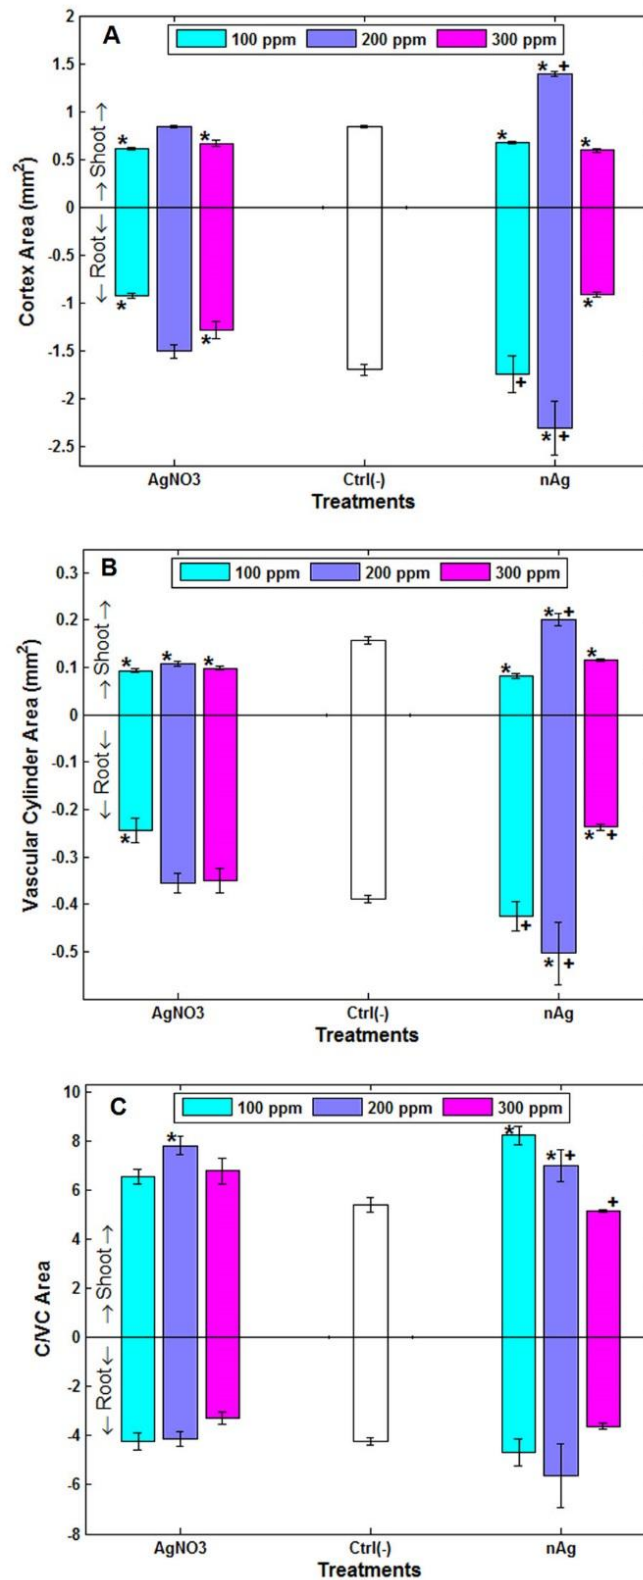 A
100 ppm 200 ppm 300 ppm
Cortex Area (mm²)
← Root← → Shoot →
2
1.5
1
0.5
0
-0.5
-1
-1.5
-2
-2.5
* * * *+ *
* * + *+ *
AgNO3 Ctrl(-) nAg
Treatments
B
100 ppm 200 ppm 300 ppm
Vascular Cylinder Area (mm²)
← Root← → Shoot →
0.3
0.2
0.1
0
-0.1
-0.2
-0.3
-0.4
-0.5
* * * * *+ *
* + *+ *+
AgNO3 Ctrl(-) nAg
Treatments
C
100 ppm 200 ppm 300 ppm
C/VC Area
← Root← → Shoot →
10
8
6
4
2
0
-2
-4
-6
-8
* * *+ +
AgNO3 Ctrl(-) nAg
Treatments